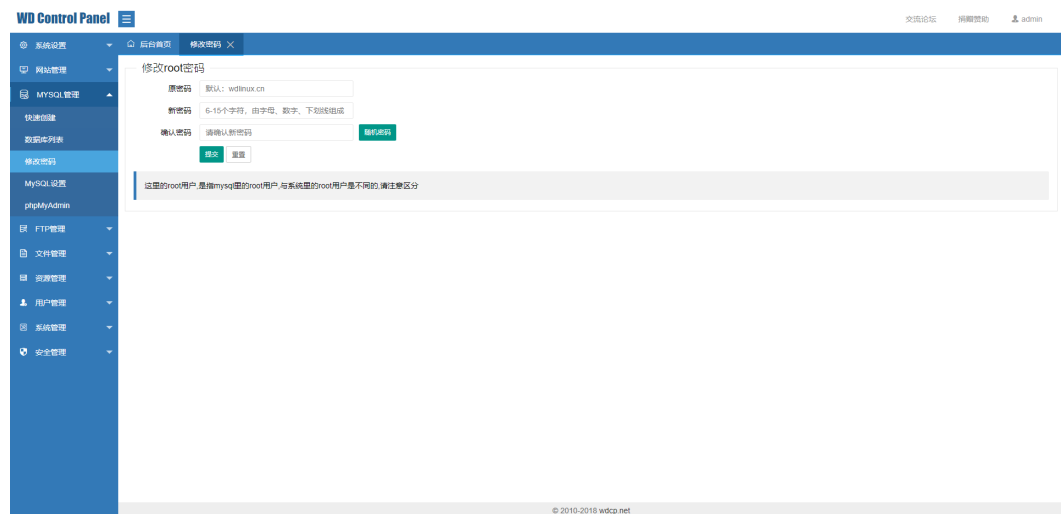 WD Control Panel
交流论坛 捐赠赞助 admin
系统设置
网站管理
MYSQL管理
快速创建
数据库列表
修改密码
MySQL设置
phpMyAdmin
FTP管理
文件管理
资源管理
用户管理
系统管理
安全管理
后台首页 修改密码
修改root密码
原密码 默认：wdlinux.cn
新密码 6-15个字符，由字母、数字、下划线组成
确认密码 请确认新密码 随机密码
提交 重置
这里的root用户,是指mysql里的root用户,与系统里的root用户是不同的,请注意区分
© 2010-2018 wdcp.net